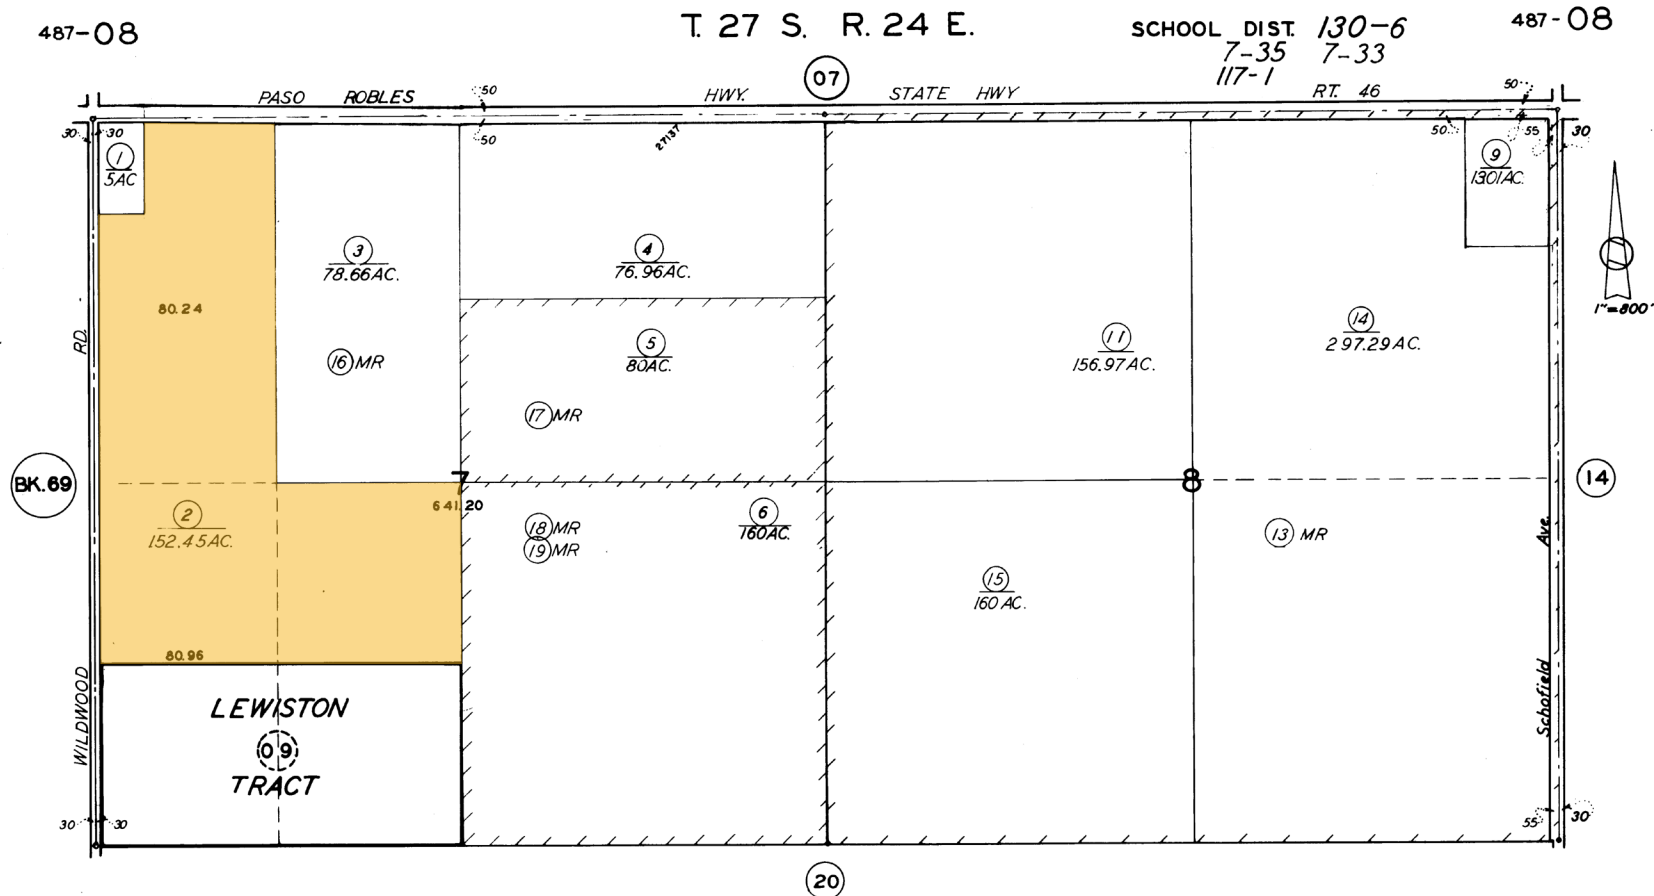 487-08
T. 27 S. R. 24 E.
SCHOOL DIST. 130-6
7-35 7-33
117-1
487-08
07
PASO ROBLES HWY. STATE HWY RT. 46
50
50
50
50
55
30 30
30
27137
1
5AC
9
13.01AC.
3
78.66AC.
4
76.96AC.
80.24
1"=800'
RD.
16 MR
5
80AC.
11
156.97AC.
14
297.29AC.
17 MR
BK.69
7
8
14
641.20
2
152.45AC.
18 MR
19 MR
6
160AC.
13 MR
15
160 AC.
Schofield Ave.
80.96
WILDWOOD
LEWISTON
09
TRACT
30 30
55
30
20